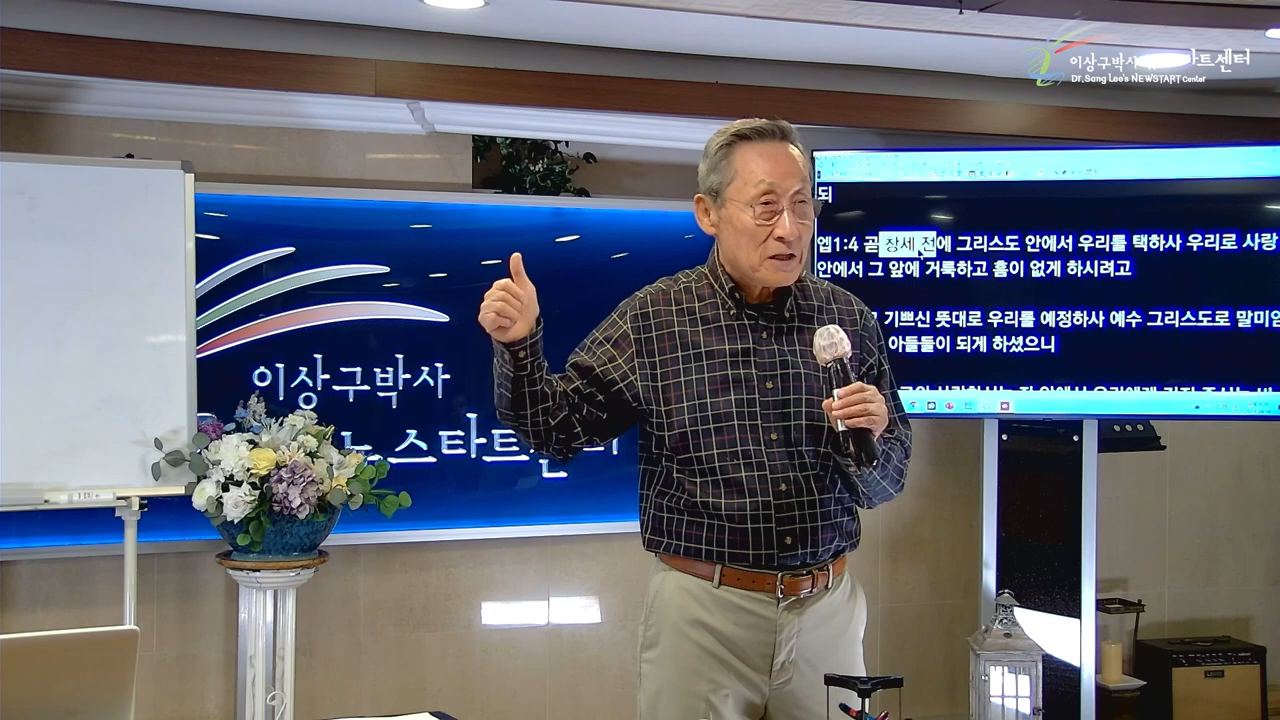 이상구박사
아트센터
Dr. Sang Lee's NEWSTART Center
되
엡1:4 곧 장세 전에 그리스도 안에서 우리를 택하사 우리로 사랑
안에서 그 앞에 거룩하고 흠이 없게 하시려고
기쁘신 뜻대로 우리를 예정하사 예수 그리스도로 말미암
아들들이 되게 하셨으니
이상구박사
뉴스타트센터